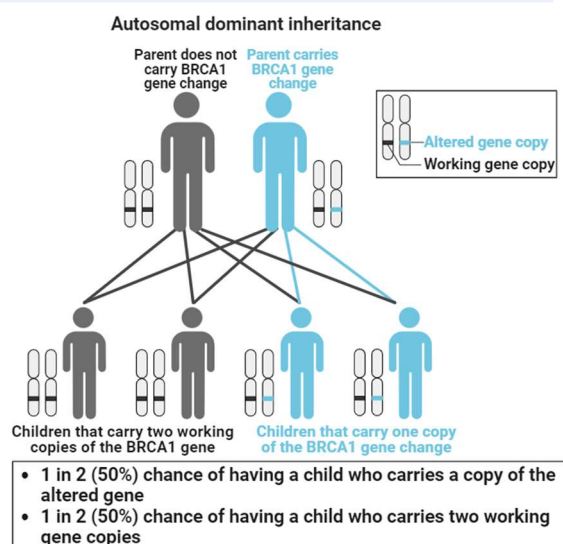 Autosomal dominant inheritance
Parent does not
carry BRCA1
gene change
Parent carries
BRCA1 gene
change
Altered gene copy
Working gene copy
Children that carry two working
copies of the BRCA1 gene
Children that carry one copy
of the BRCA1 gene change
• 1 in 2 (50%) chance of having a child who carries a copy of the
altered gene
• 1 in 2 (50%) chance of having a child who carries two working
gene copies